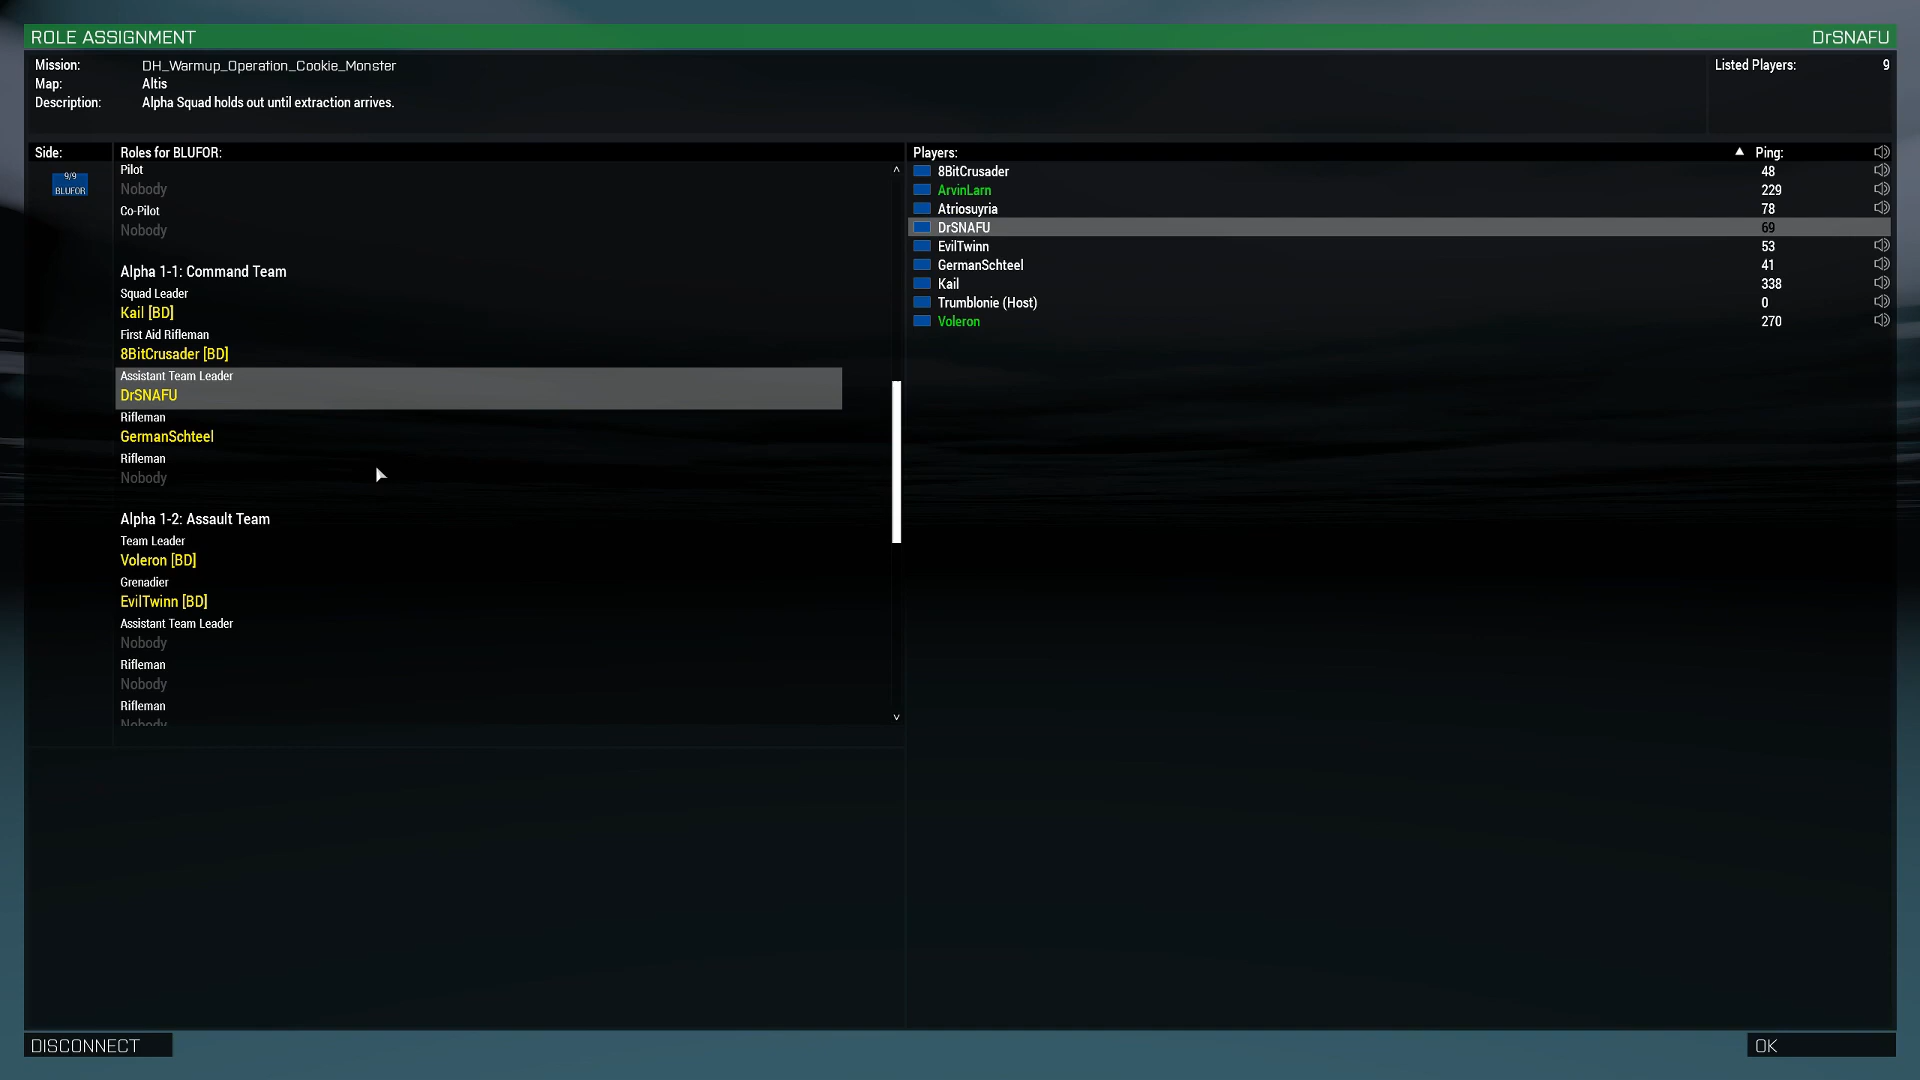 ROLE ASSIGNMENT
DrSNAFU
Mission: DH_Warmup_Operation_Cookie_Monster
Map: Altis
Description: Alpha Squad holds out until extraction arrives.
Listed Players: 9
Side:
9/9
BLUFOR
Roles for BLUFOR:
Pilot
Nobody
Co-Pilot
Nobody
Alpha 1-1: Command Team
Squad Leader
Kail [BD]
First Aid Rifleman
8BitCrusader [BD]
Assistant Team Leader
DrSNAFU
Rifleman
GermanSchteel
Rifleman
Nobody
Alpha 1-2: Assault Team
Team Leader
Voleron [BD]
Grenadier
EvilTwinn [BD]
Assistant Team Leader
Nobody
Rifleman
Nobody
Rifleman
Nobody
Players: Ping:
8BitCrusader 48
ArvinLarn 229
Atriosuyria 78
DrSNAFU 69
EvilTwinn 53
GermanSchteel 41
Kail 338
Trumblonie (Host) 0
Voleron 270
DISCONNECT
OK